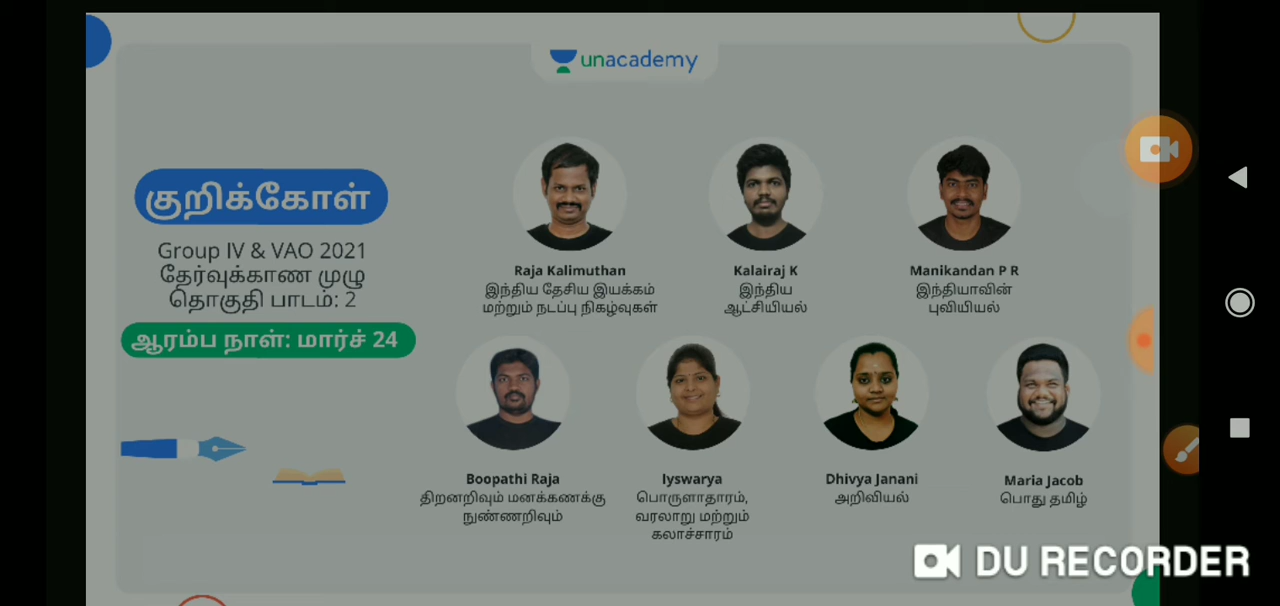 unacademy
குறிக்கோள்
Group IV & VAO 2021
தேர்வுக்காண முழு
தொகுதி பாடம்: 2
ஆரம்ப நாள்: மார்ச் 24
Raja Kalimuthan
இந்திய தேசிய இயக்கம்
மற்றும் நடப்பு நிகழ்வுகள்
Kalairaj K
இந்திய
ஆட்சியியல்
Manikandan P R
இந்தியாவின்
புவியியல்
Boopathi Raja
திறனறிவும் மனக்கணக்கு
நுண்ணறிவும்
Iyswarya
பொருளாதாரம்,
வரலாறு மற்றும்
கலாச்சாரம்
Dhivya Janani
அறிவியல்
Maria Jacob
பொது தமிழ்
DU RECORDER